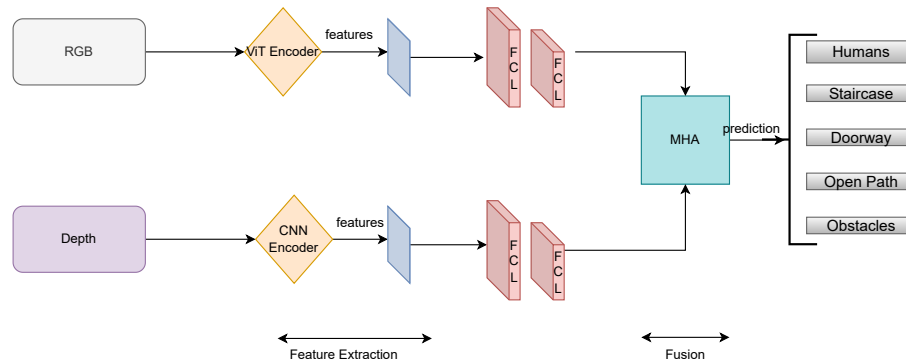 RGB
ViT Encoder
features
F
C
L
F
C
L
MHA
prediction
Humans
Staircase
Doorway
Open Path
Obstacles
Depth
CNN
Encoder
features
F
C
L
F
C
L
Feature Extraction
Fusion